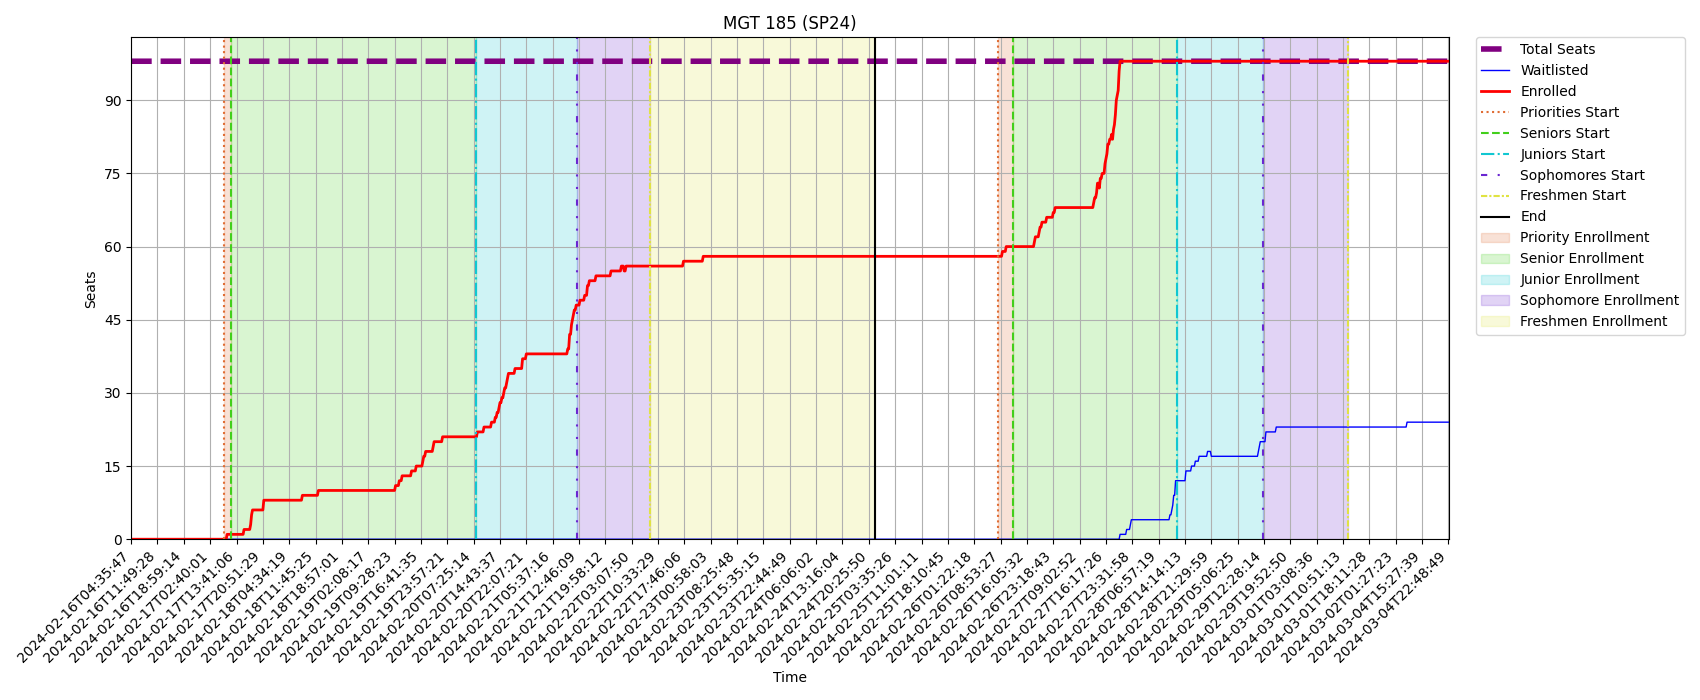 MGT 185 (SP24)
Seats
90
75
60
45
30
15
0
2024-02-16T04:35:47
2024-02-16T11:49:28
2024-02-16T18:59:14
2024-02-17T02:40:01
2024-02-17T13:41:06
2024-02-17T20:51:29
2024-02-18T04:34:19
2024-02-18T11:45:25
2024-02-18T18:57:01
2024-02-19T02:08:17
2024-02-19T09:28:23
2024-02-19T16:41:35
2024-02-19T23:57:21
2024-02-20T07:25:14
2024-02-20T14:43:37
2024-02-20T22:07:21
2024-02-21T05:37:16
2024-02-21T12:46:09
2024-02-21T19:58:12
2024-02-22T03:07:50
2024-02-22T10:33:29
2024-02-22T17:46:06
2024-02-23T00:58:03
2024-02-23T08:25:48
2024-02-23T15:35:15
2024-02-23T22:44:49
2024-02-24T06:06:02
2024-02-24T13:16:04
2024-02-24T20:25:50
2024-02-25T03:35:26
2024-02-25T11:01:11
2024-02-25T18:10:45
2024-02-26T01:22:18
2024-02-26T08:53:27
2024-02-26T16:05:32
2024-02-26T23:18:43
2024-02-27T09:02:52
2024-02-27T16:17:26
2024-02-27T23:31:58
2024-02-28T06:57:19
2024-02-28T14:14:13
2024-02-28T21:29:59
2024-02-29T05:06:25
2024-02-29T12:28:14
2024-02-29T19:52:50
2024-03-01T03:08:36
2024-03-01T10:51:13
2024-03-01T18:11:28
2024-03-02T01:27:23
2024-03-04T15:27:39
2024-03-04T22:48:49
Time
Total Seats
Waitlisted
Enrolled
Priorities Start
Seniors Start
Juniors Start
Sophomores Start
Freshmen Start
End
Priority Enrollment
Senior Enrollment
Junior Enrollment
Sophomore Enrollment
Freshmen Enrollment